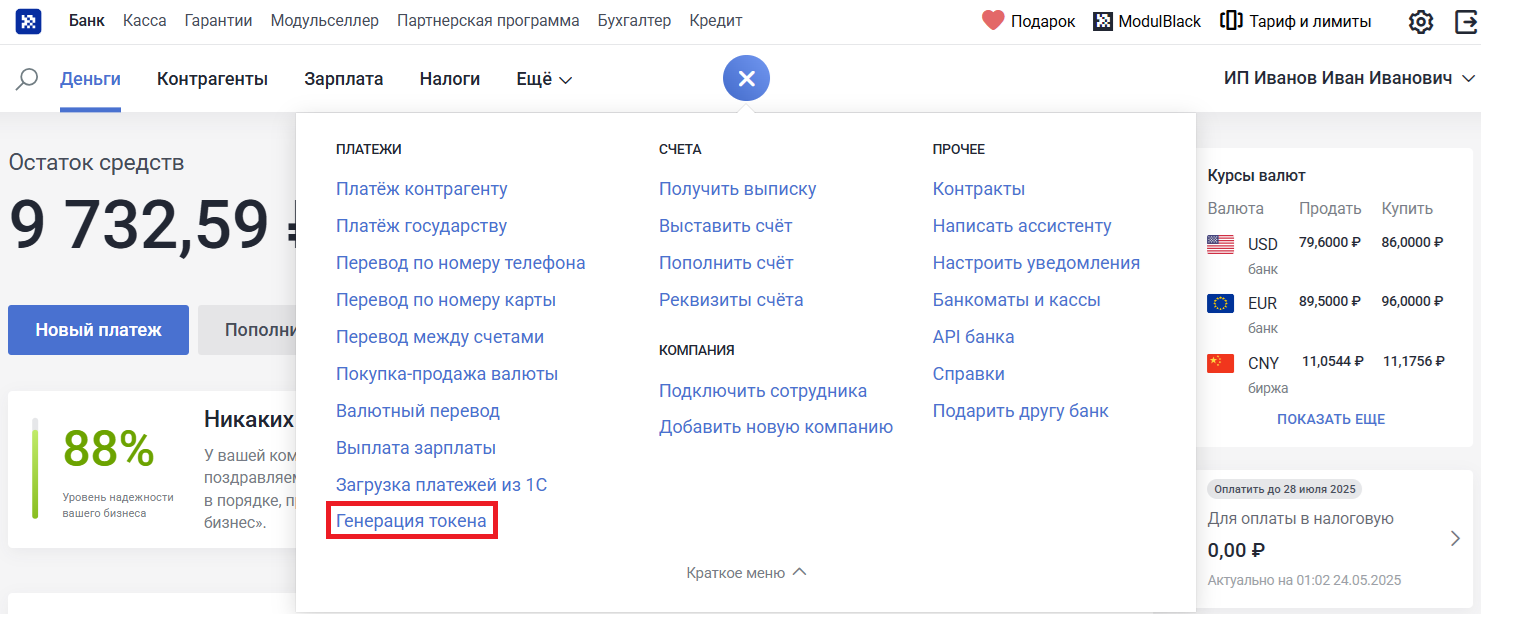 Банк Касса Гарантии Модульселлер Партнерская программа Бухгалтер Кредит Подарок ModulBlack Тариф и лимиты
Деньги Контрагенты Зарплата Налоги Ещё ИП Иванов Иван Иванович
Остаток средств
9 732,59
Новый платеж
88%
Уровень надежности
вашего бизнеса
Никаких
У вашей
в порядке,
бизнес».
ПЛАТЕЖИ
Платёж контрагенту
Платёж государству
Перевод по номеру телефона
Перевод по номеру карты
Перевод между счетами
Покупка-продажа валюты
Валютный перевод
Выплата зарплаты
Загрузка платежей из 1С
Генерация токена
СЧЕТА
Получить выписку
Выставить счёт
Пополнить счёт
Реквизиты счёта
КОМПАНИЯ
Подключить сотрудника
Добавить новую компанию
ПРОЧЕЕ
Контракты
Написать ассистенту
Настроить уведомления
Банкоматы и кассы
API банка
Справки
Подарить другу банк
Краткое меню
Курсы валют
Валюта Продать Купить
USD 79,6000 ₽ 86,0000 ₽
банк
EUR 89,5000 ₽ 96,0000 ₽
банк
CNY 11,0544 ₽ 11,1756 ₽
биржа
ПОКАЗАТЬ ЕЩЕ
Оплатить до 28 июля 2025
Для оплаты в налоговую
0,00 ₽
Актуально на 01:02 24.05.2025